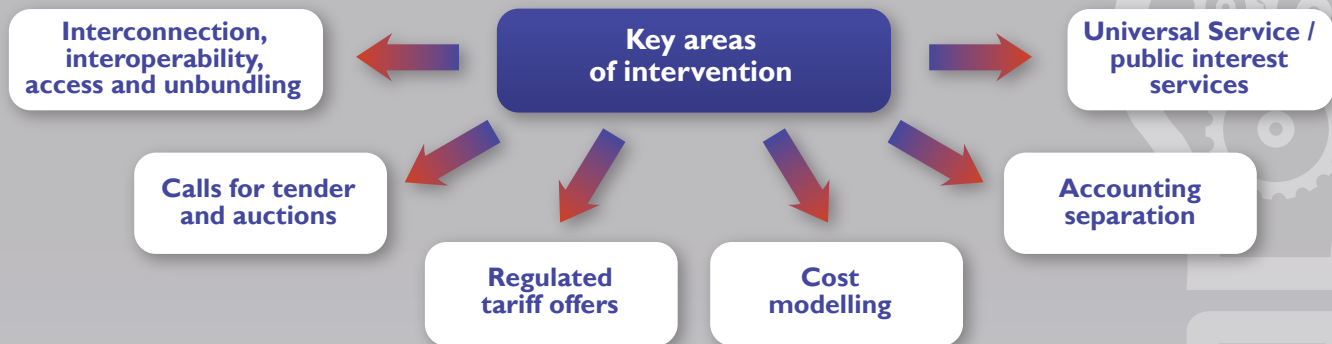 Key areas
of intervention
Interconnection,
interoperability,
access and unbundling
Universal Service /
public interest
services
Calls for tender
and auctions
Accounting
separation
Regulated
tariff offers
Cost
modelling